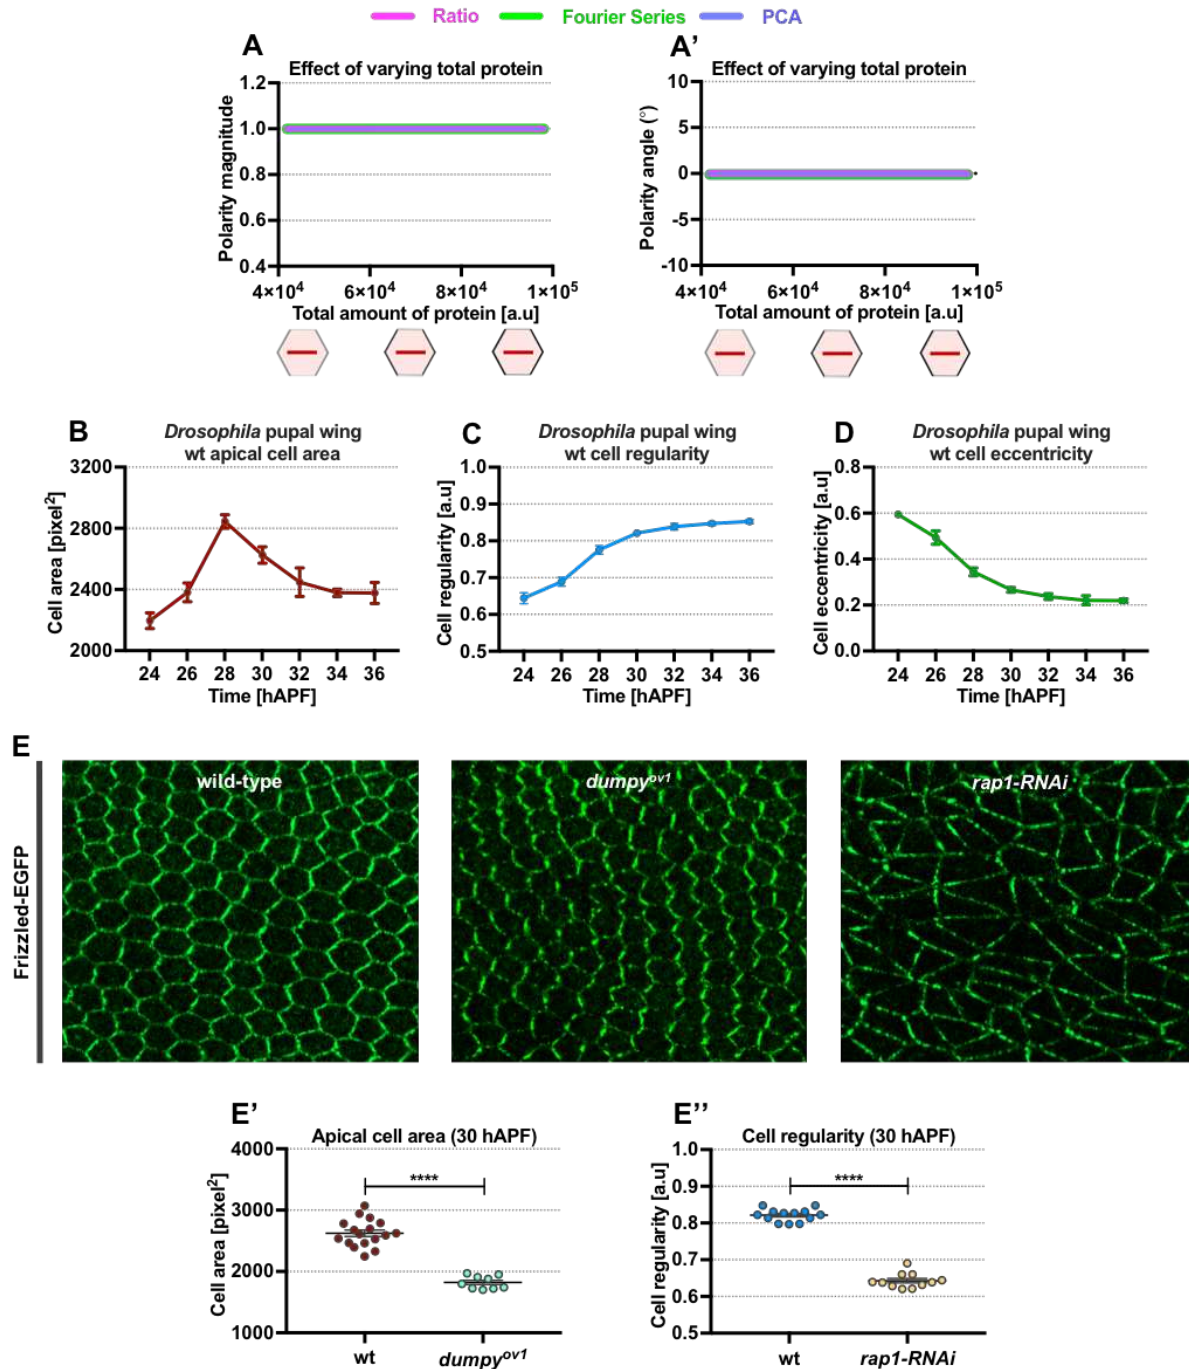 Ratio Fourier Series PCA
A A’
Effect of varying total protein
Polarity magnitude
1.2
1.0
0.8
0.6
0.4
4×10⁴ 6×10⁴ 8×10⁴ 1×10⁵
Total amount of protein [a.u]
Effect of varying total protein
Polarity angle (°)
10
5
0
-5
-10
4×10⁴ 6×10⁴ 8×10⁴ 1×10⁵
Total amount of protein [a.u]
B
Drosophila pupal wing
wt apical cell area
Cell area [pixel²]
3200
2800
2400
2000
24 26 28 30 32 34 36
Time [hAPF]
C
Drosophila pupal wing
wt cell regularity
Cell regularity [a.u]
1.0
0.9
0.8
0.7
0.6
0.5
24 26 28 30 32 34 36
Time [hAPF]
D
Drosophila pupal wing
wt cell eccentricity
Cell eccentricity [a.u]
0.8
0.6
0.4
0.2
0.0
24 26 28 30 32 34 36
Time [hAPF]
E
Frizzled-EGFP
wild-type
dumpyᵒᵛ¹
rap1-RNAi
E’
Apical cell area (30 hAPF)
Cell area [pixel²]
4000
3000
2000
1000
****
wt dumpyᵒᵛ¹
E’’
Cell regularity (30 hAPF)
Cell regularity [a.u]
1.0
0.9
0.8
0.7
0.6
0.5
****
wt rap1-RNAi